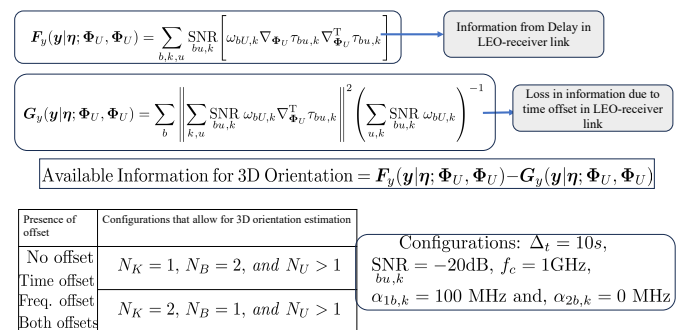 F_y(y|η; Φ_U, Φ_U) = ∑_{b,k,u} SNR_{bu,k} [ω_{bU,k} ∇_{Φ_U} τ_{bu,k} ∇^T_{Φ_U} τ_{bu,k}]
Information from Delay in
LEO-receiver
link
G_y(y|η; Φ_U, Φ_U) = ∑_b ‖∑_{k,u} SNR_{bu,k} ω_{bU,k} ∇^T_{Φ_U} τ_{bu,k}‖^2 (∑_{u,k} SNR_{bu,k} ω_{bU,k})^{-1}
Loss in information due to
time offset in LEO-receiver
link
Available Information for 3D Orientation = F_y(y|η; Φ_U, Φ_U) − G_y(y|η; Φ_U, Φ_U)
Presence of
offset
Configurations that allow for 3D orientation estimation
No offset
Time offset
N_K = 1, N_B = 2, and N_U > 1
Freq. offset
Both offsets
N_K = 2, N_B = 1, and N_U > 1
Configurations: Δ_t = 10s,
SNR_{bu,k} = −20dB, f_c = 1GHz,
α_{1b,k} = 100 MHz and, α_{2b,k} = 0 MHz